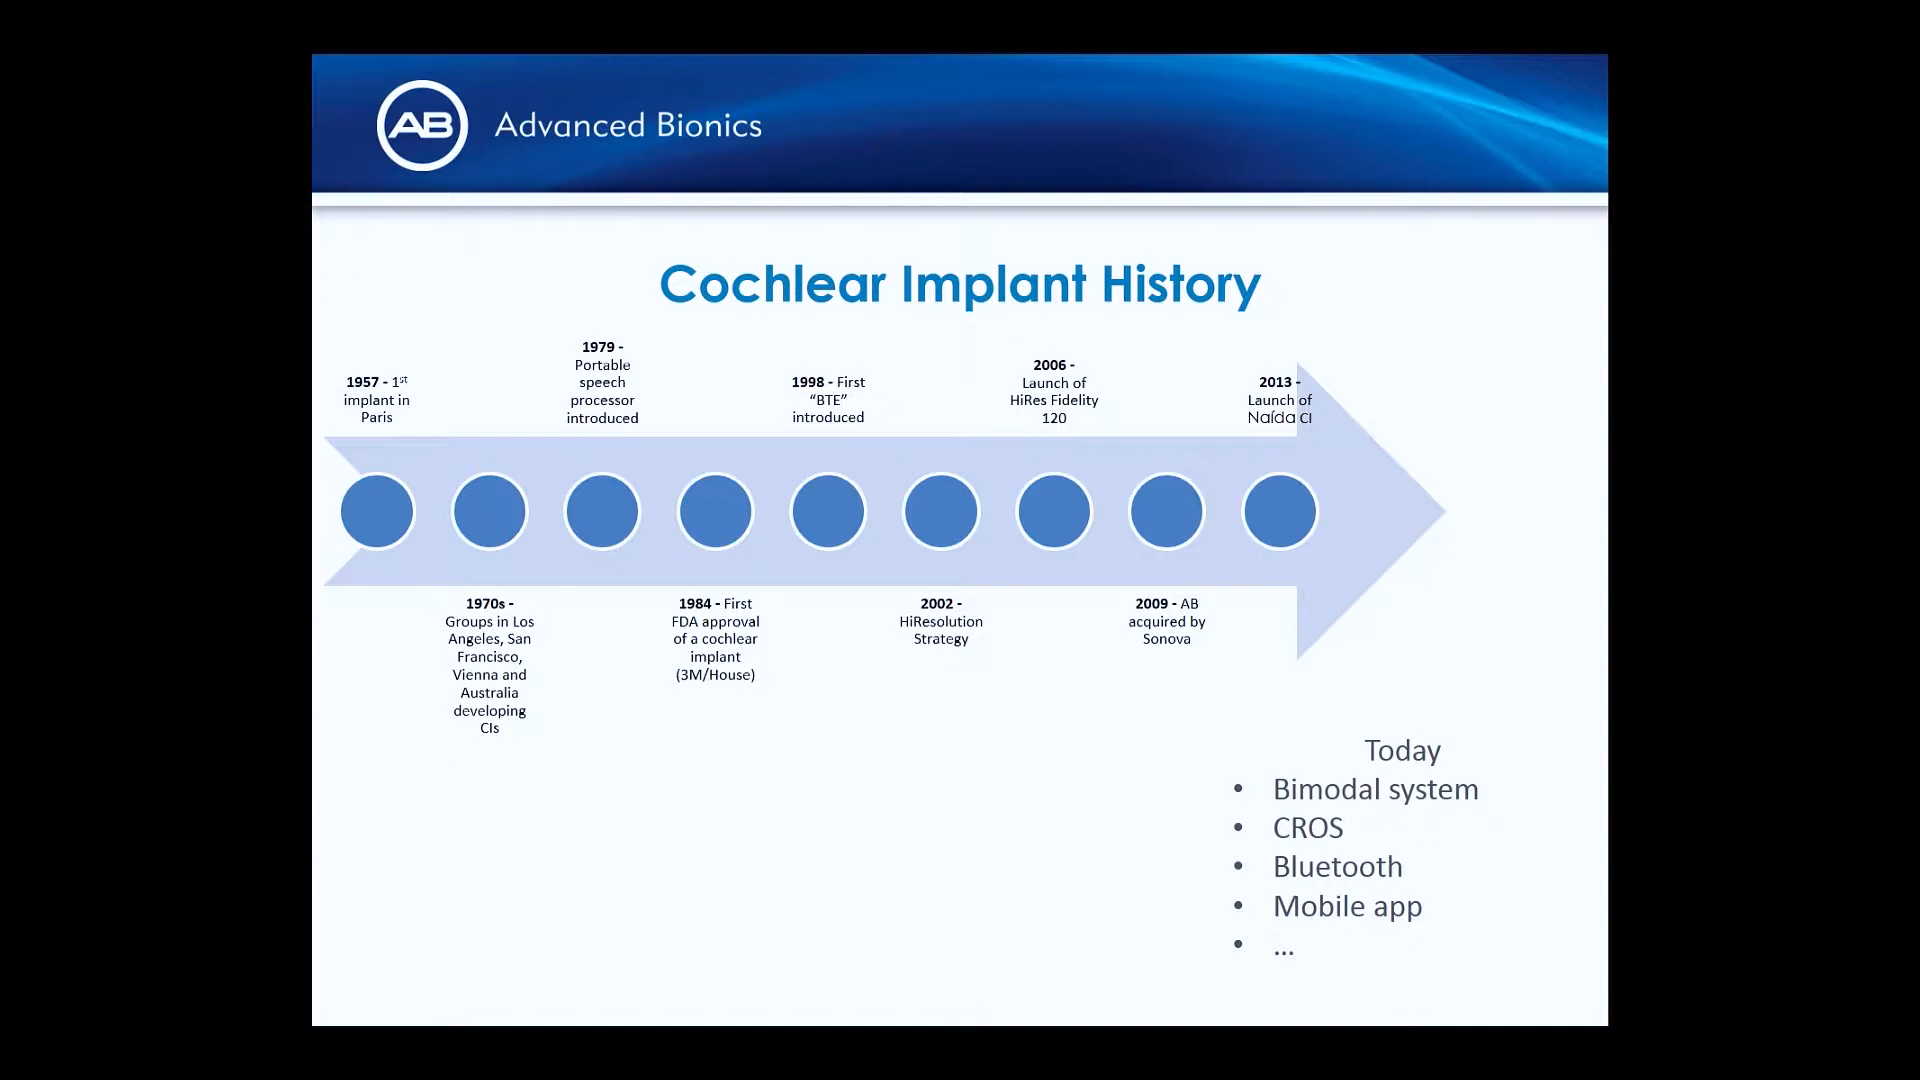 AB
Advanced Bionics
Cochlear Implant History
1957 - 1st
implant in
Paris
1970s -
Groups in Los
Angeles, San
Francisco,
Vienna and
Australia
developing
CIs
1979 -
Portable
speech
processor
introduced
1984 - First
FDA approval
of a cochlear
implant
(3M/House)
1998 - First
“BTE”
introduced
2002 -
HiResolution
Strategy
2006 -
Launch of
HiRes Fidelity
120
2009 - AB
acquired by
Sonova
2013 -
Launch of
Naída CI
Today
• Bimodal system
• CROS
• Bluetooth
• Mobile app
• ...